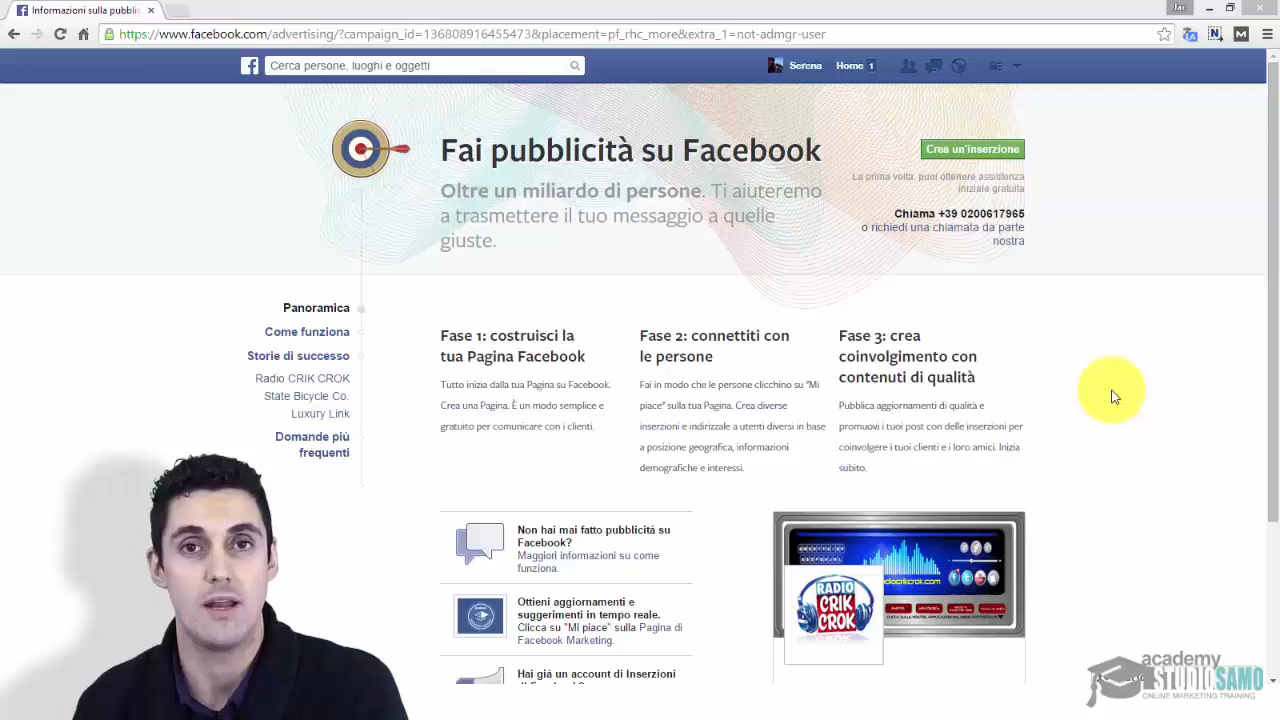 Informazioni sulla pubblic
Jac
https://www.facebook.com/advertising/?campaign_id=136808916455473&placement=pf_rhc_more&extra_1=not-admgr-user
Cerca persone, luoghi e oggetti
Serena
Home 1
Fai pubblicità su Facebook
Oltre un miliardo di persone. Ti aiuteremo
a trasmettere il tuo messaggio a quelle
giuste.
Crea un'inserzione
La prima volta, puoi ottenere assistenza
iniziale gratuita
Chiama +39 0200617965
o richiedi una chiamata da parte
nostra
Panoramica
Come funziona
Storie di successo
Radio CRIK CROK
State Bicycle Co.
Luxury Link
Domande più
frequenti
Fase 1: costruisci la
tua Pagina Facebook
Tutto inizia dalla tua Pagina su Facebook.
Crea una Pagina. È un modo semplice e
gratuito per comunicare con i clienti.
Fase 2: connettiti con
le persone
Fai in modo che le persone clicchino su "Mi
piace" sulla tua Pagina. Crea diverse
inserzioni e indirizzale a utenti diversi in base
a posizione geografica, informazioni
demografiche e interessi.
Fase 3: crea
coinvolgimento con
contenuti di qualità
Pubblica aggiornamenti di qualità e
promuovi i tuoi post con delle inserzioni per
coinvolgere i tuoi clienti e i loro amici. Inizia
subito.
Non hai mai fatto pubblicità su
Facebook?
Maggiori informazioni su come
funziona.
Ottieni aggiornamenti e
suggerimenti in tempo reale.
Clicca su "Mi piace" sulla Pagina di
Facebook Marketing.
Hai già un account di Inserzioni
RADIO
CRIK
CROK
academy
STUDIOSAMO
ONLINE MARKETING TRAINING